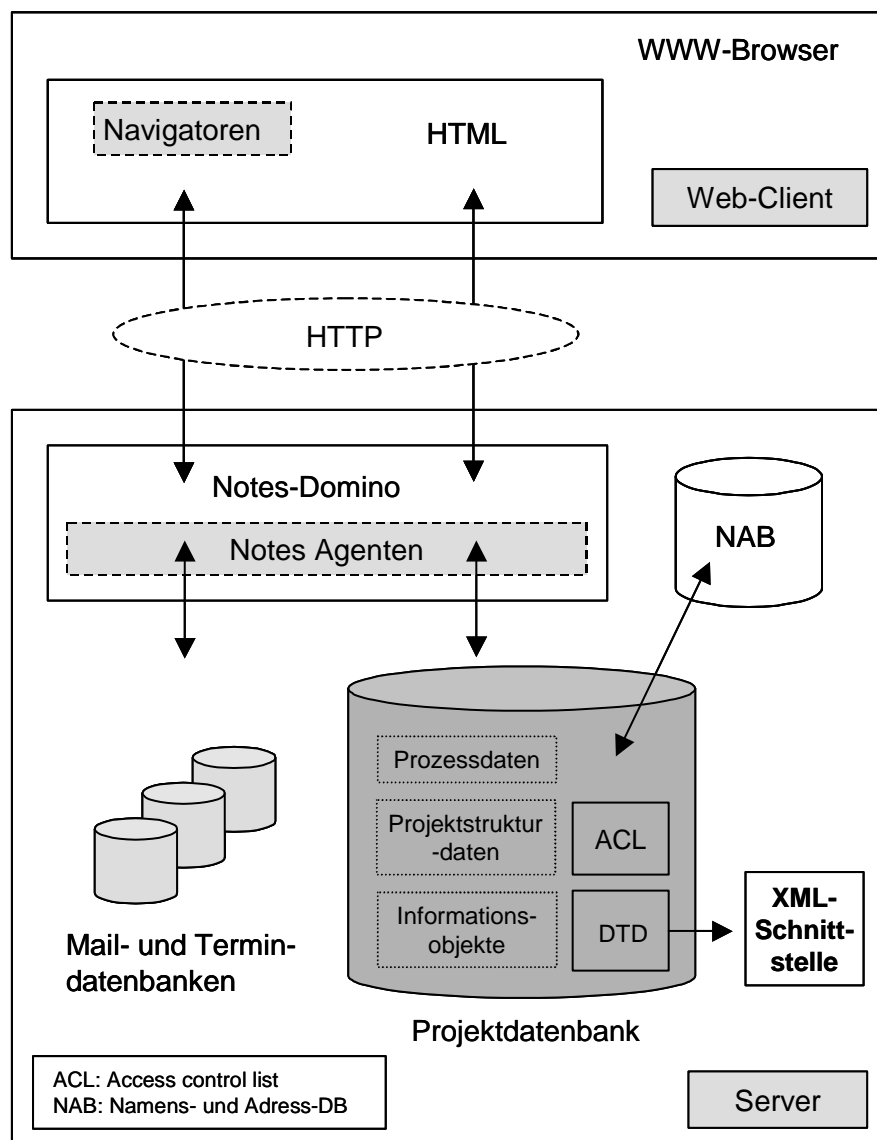 WWW-Browser
Navigatoren
HTML
Web-Client
HTTP
Notes-Domino
NAB
Notes Agenten
Prozessdaten
Projektstruktur
-daten
ACL
Informations-
objekte
DTD
XML-
Schnitt-
stelle
Mail- und Termin-
datenbanken
Projektdatenbank
ACL: Access control list
NAB: Namens- und Adress-DB
Server